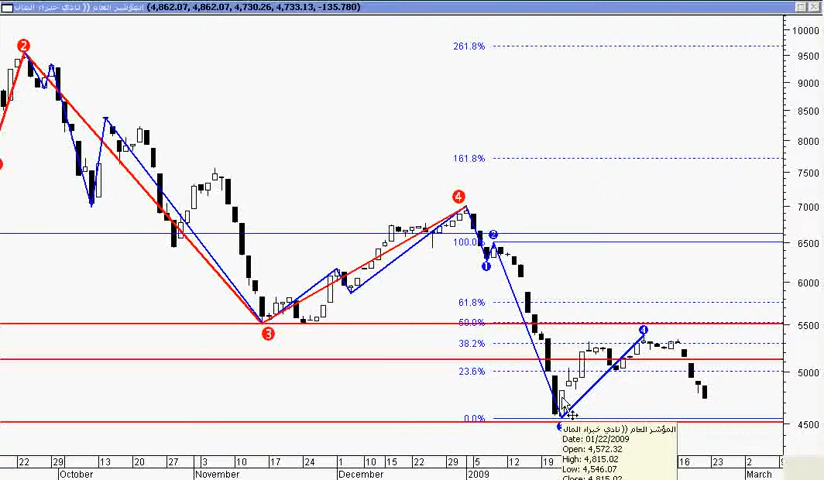 المؤشر العام (( نادي خبراء المال (4,862.07, 4,862.07, 4,730.26, 4,733.13, -135.780)
2
261.8%
10000
9500
9000
8500
8000
161.8%
7500
4
7000
2
100.0%
6500
1
6000
61.8%
50.0%
5500
3
4
38.2%
5000
23.6%
0.0%
4500
المؤشر العام (( نادي خبراء المال
Date: 01/22/2009
Open: 4,572.32
High: 4,815.02
Low: 4,546.07
Close: 4,815.02
22 29 6 13 20 27 3 10 17 24 1 8 15 22 29 5 12 19 16 23 2 9
October November December 2009 March